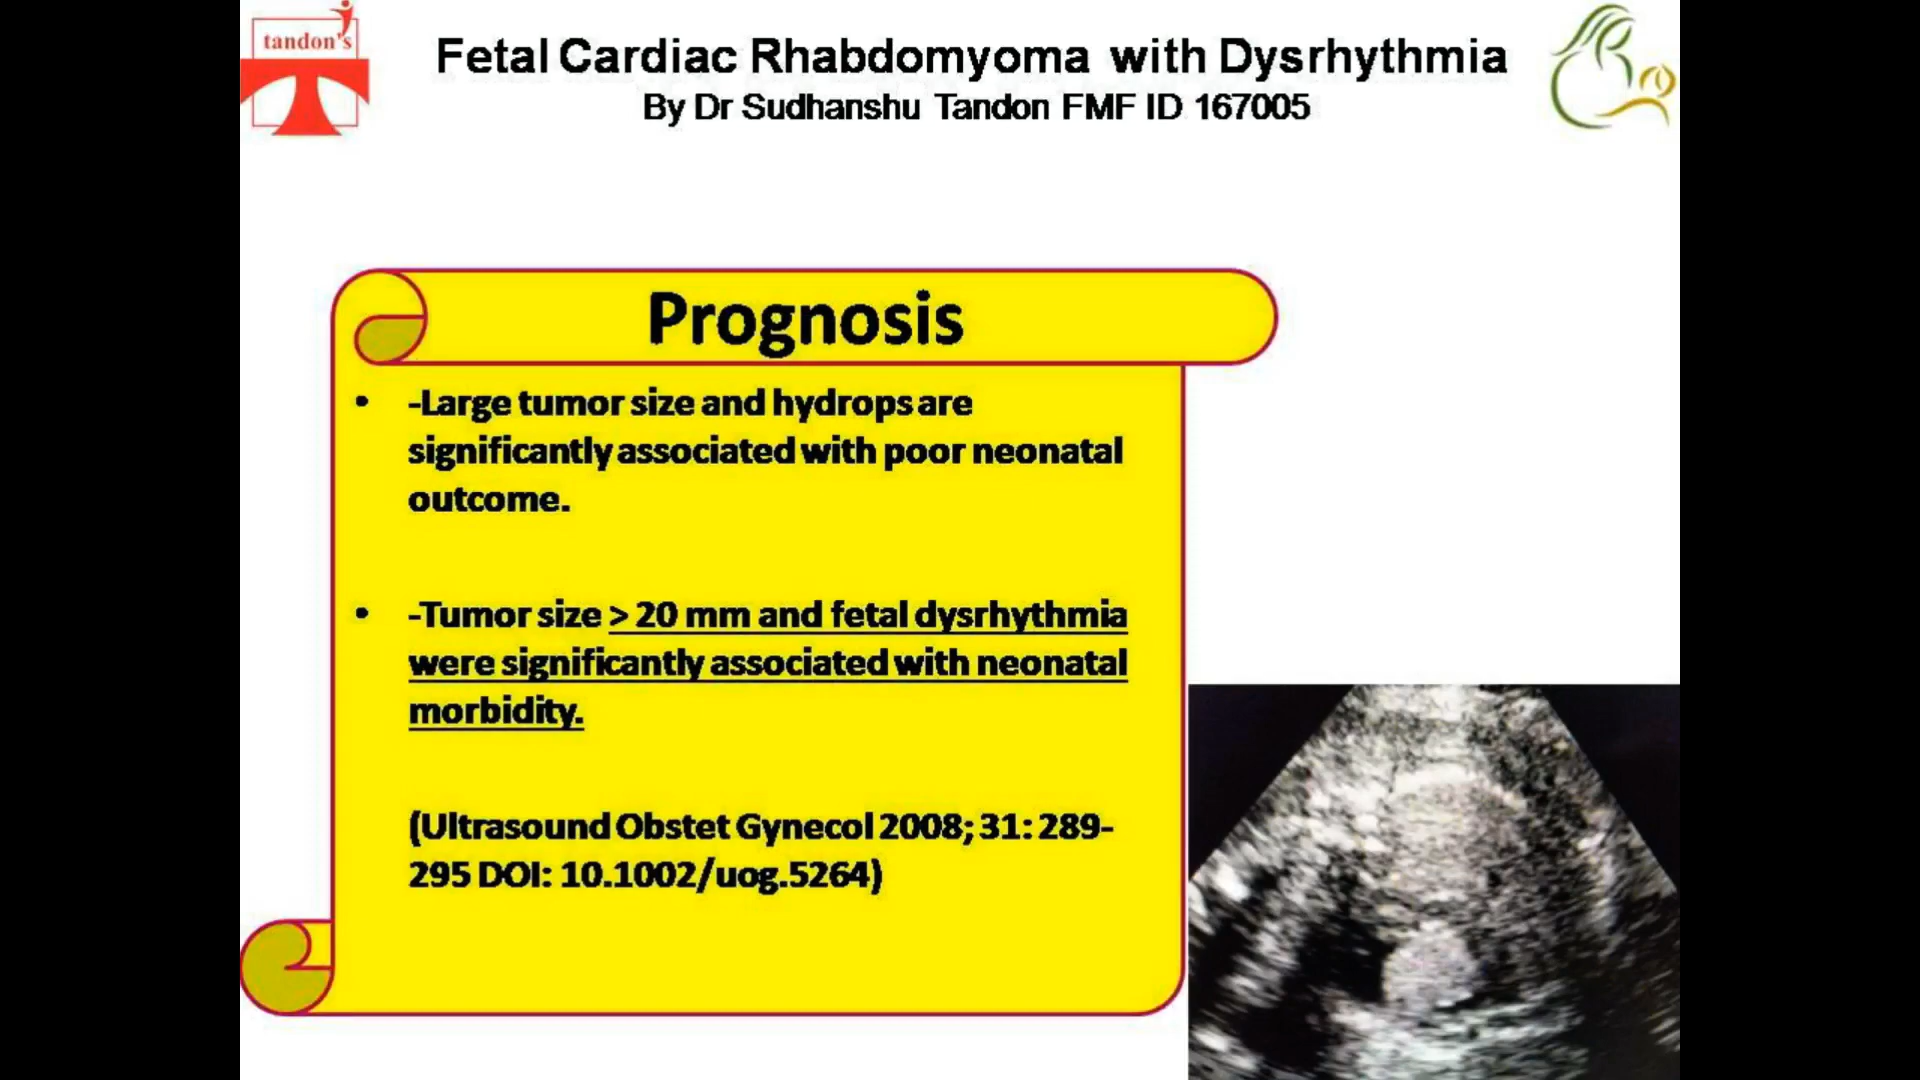 tandon's
Fetal Cardiac Rhabdomyoma with Dysrhythmia
By Dr Sudhanshu Tandon FMF ID 167005
Prognosis
• -Large tumor size and hydrops are
significantly associated with poor neonatal
outcome.
• -Tumor size > 20 mm and fetal dysrhythmia
were significantly associated with neonatal
morbidity.
(Ultrasound Obstet Gynecol 2008; 31: 289-
295 DOI: 10.1002/uog.5264)